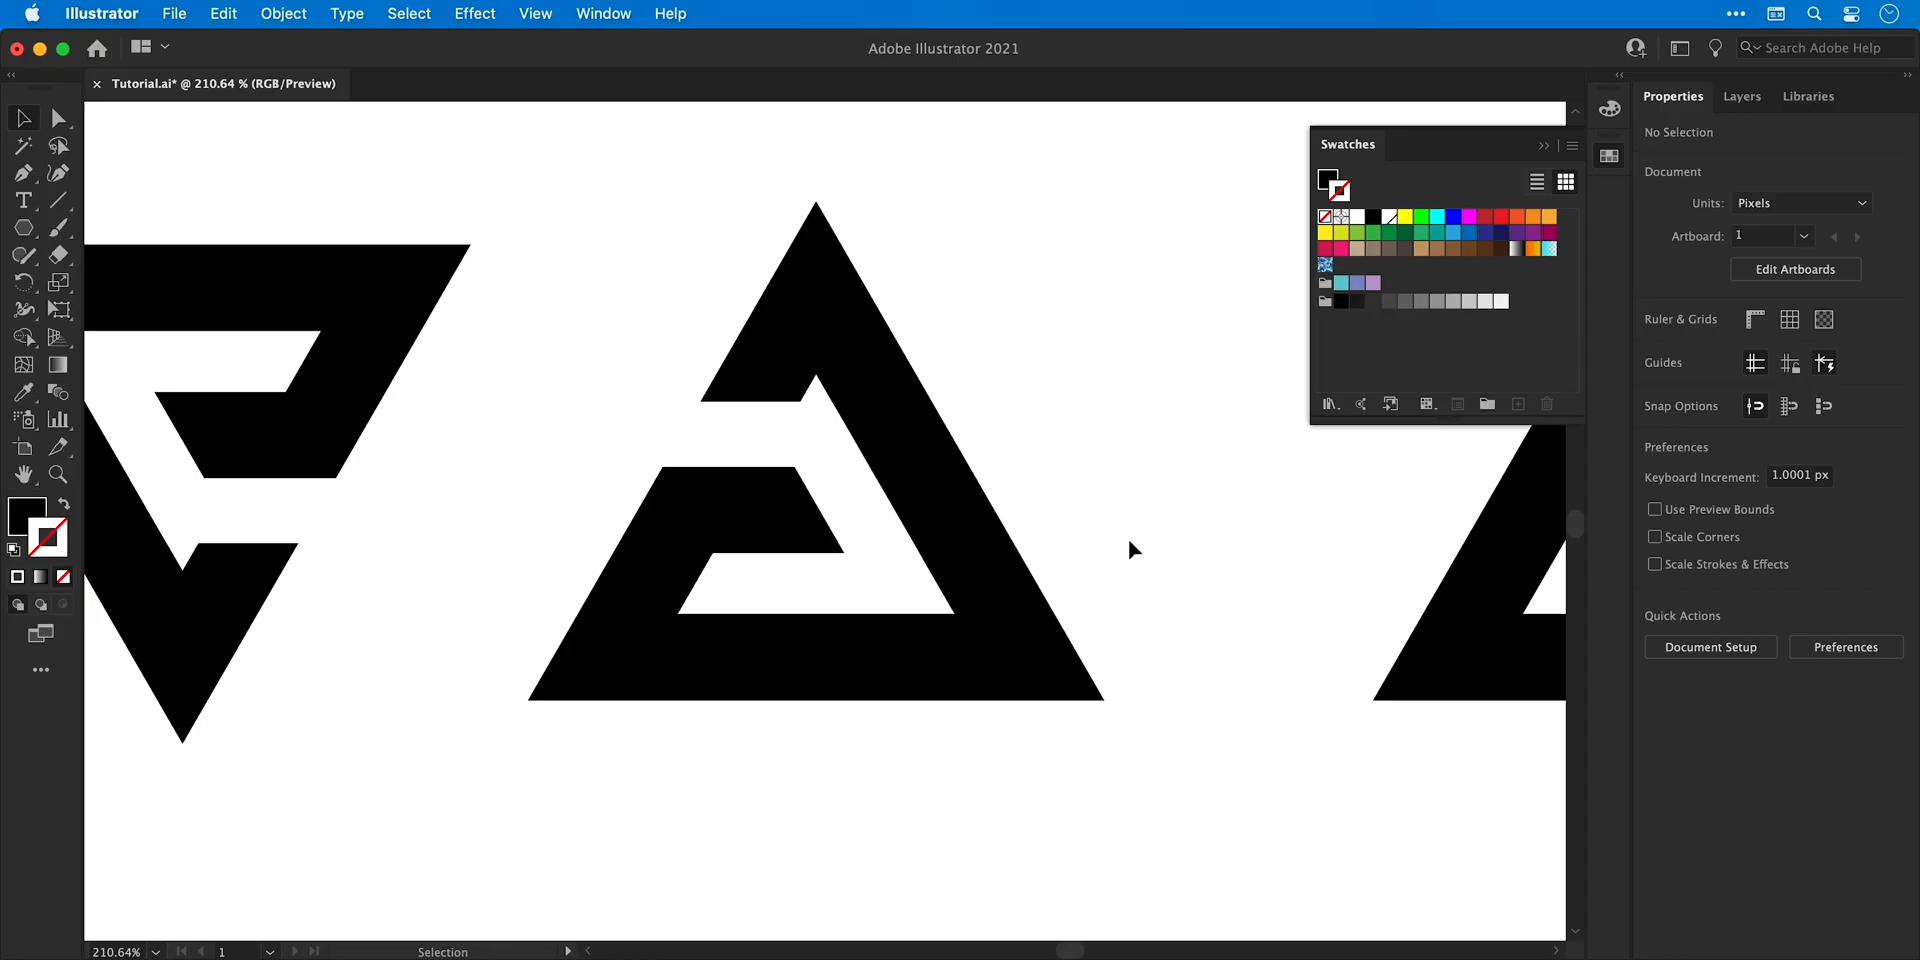 Illustrator File Edit Object Type Select Effect View Window Help
Adobe Illustrator 2021
Search Adobe Help
Tutorial.ai* @ 210.64 % (RGB/Preview)
Swatches
Properties Layers Libraries
No Selection
Document
Units: Pixels
Artboard: 1
Edit Artboards
Ruler & Grids
Guides
Snap Options
Preferences
Keyboard Increment: 1.0001 px
Use Preview Bounds
Scale Corners
Scale Strokes & Effects
Quick Actions
Document Setup Preferences
210.64% 1 Selection